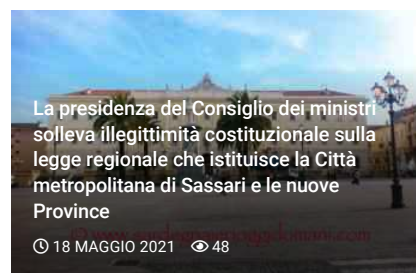 La presidenza del Consiglio dei ministri
solleva illegittimità costituzionale sulla
legge regionale che istituisce la Città
metropolitana di Sassari e le nuove
Province
18 MAGGIO 2021 48